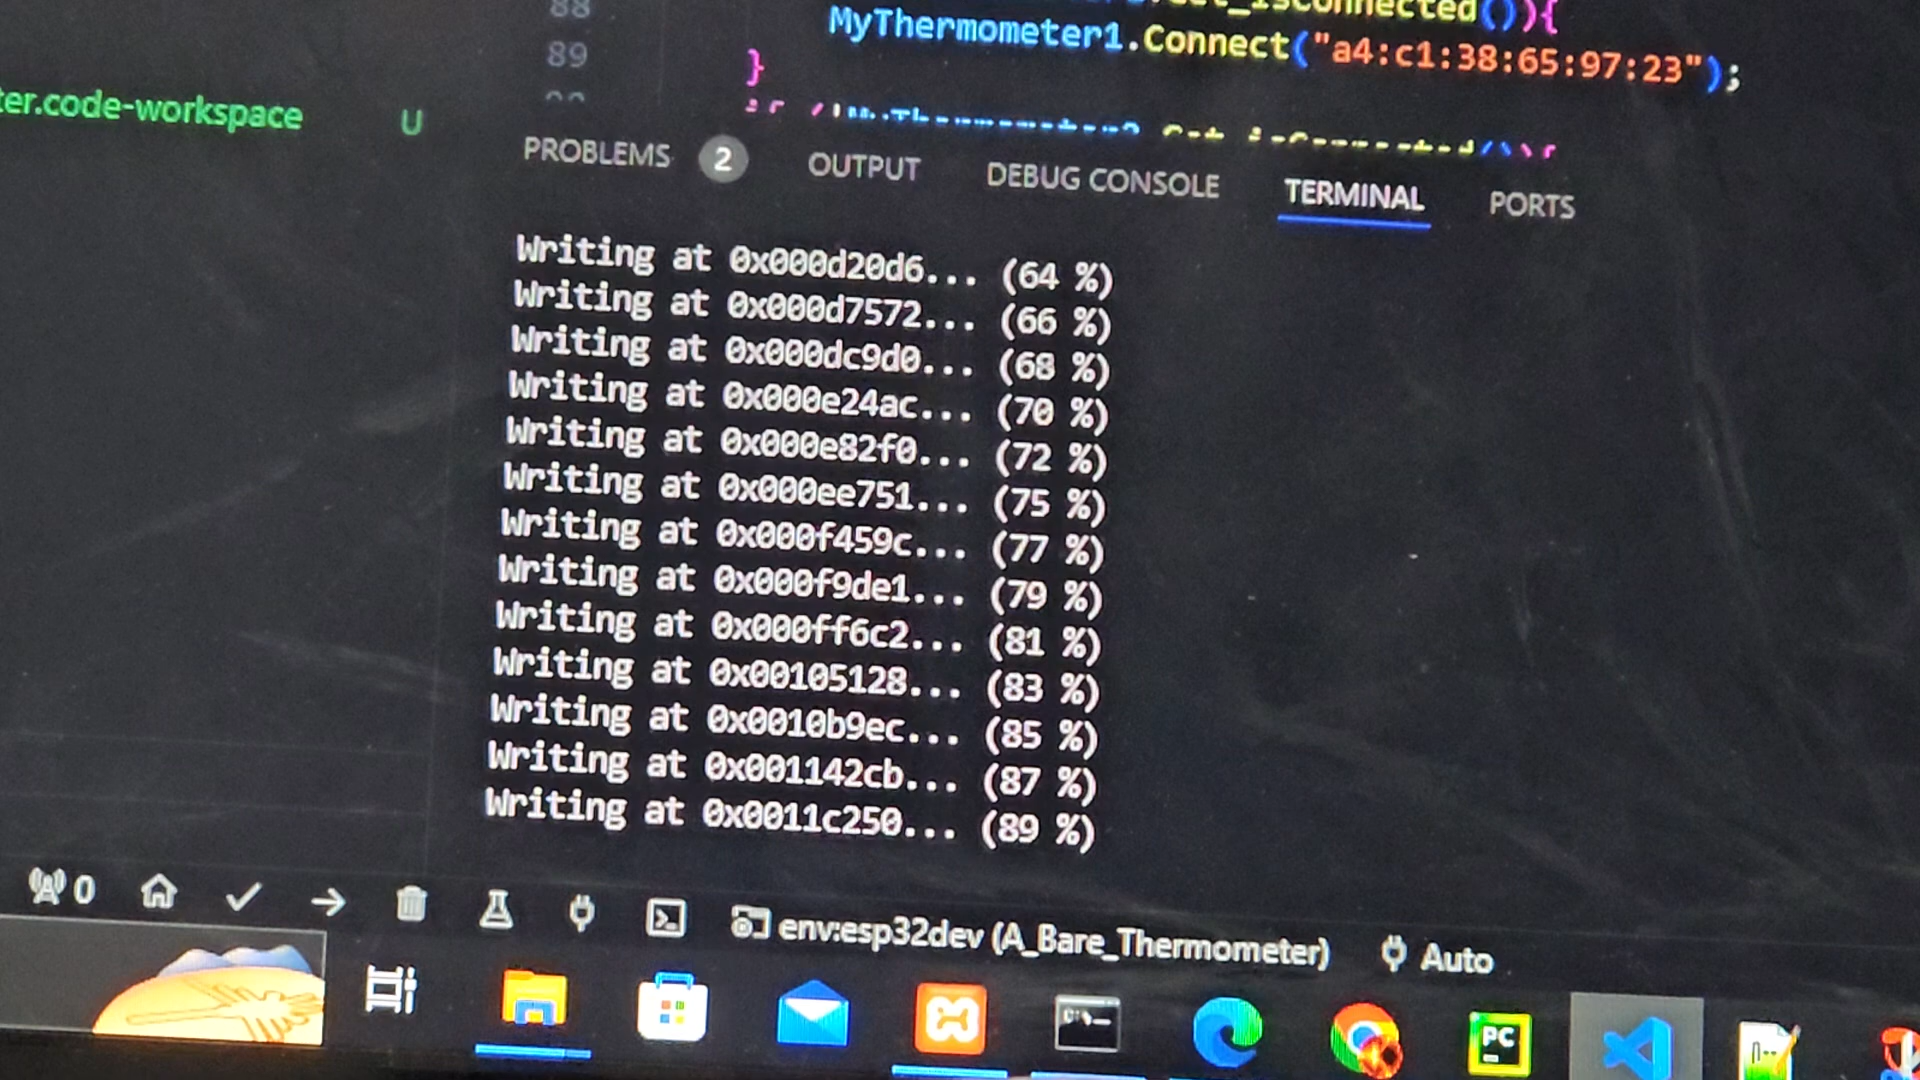 88
et_isConnected()){
MyThermometer1.Connect("a4:c1:38:65:97:23");
89
}
ter.code-workspace
U
PROBLEMS 2 OUTPUT DEBUG CONSOLE TERMINAL PORTS
Writing at 0x000d20d6... (64 %)
Writing at 0x000d7572... (66 %)
Writing at 0x000dc9d0... (68 %)
Writing at 0x000e24ac... (70 %)
Writing at 0x000e82f0... (72 %)
Writing at 0x000ee751... (75 %)
Writing at 0x000f459c... (77 %)
Writing at 0x000f9de1... (79 %)
Writing at 0x000ff6c2... (81 %)
Writing at 0x00105128... (83 %)
Writing at 0x0010b9ec... (85 %)
Writing at 0x001142cb... (87 %)
Writing at 0x0011c250... (89 %)
0 env:esp32dev (A_Bare_Thermometer) Auto
PC